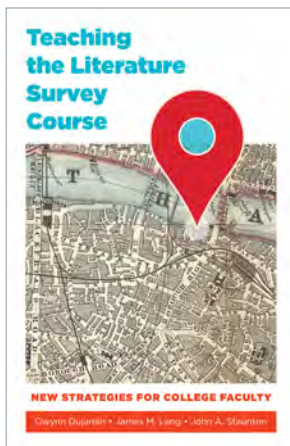 Teaching
the Literature
Survey
Course
T H A
NEW STRATEGIES FOR COLLEGE FACULTY
Gwynn Dujardin • James M. Lang • John A. Staunton